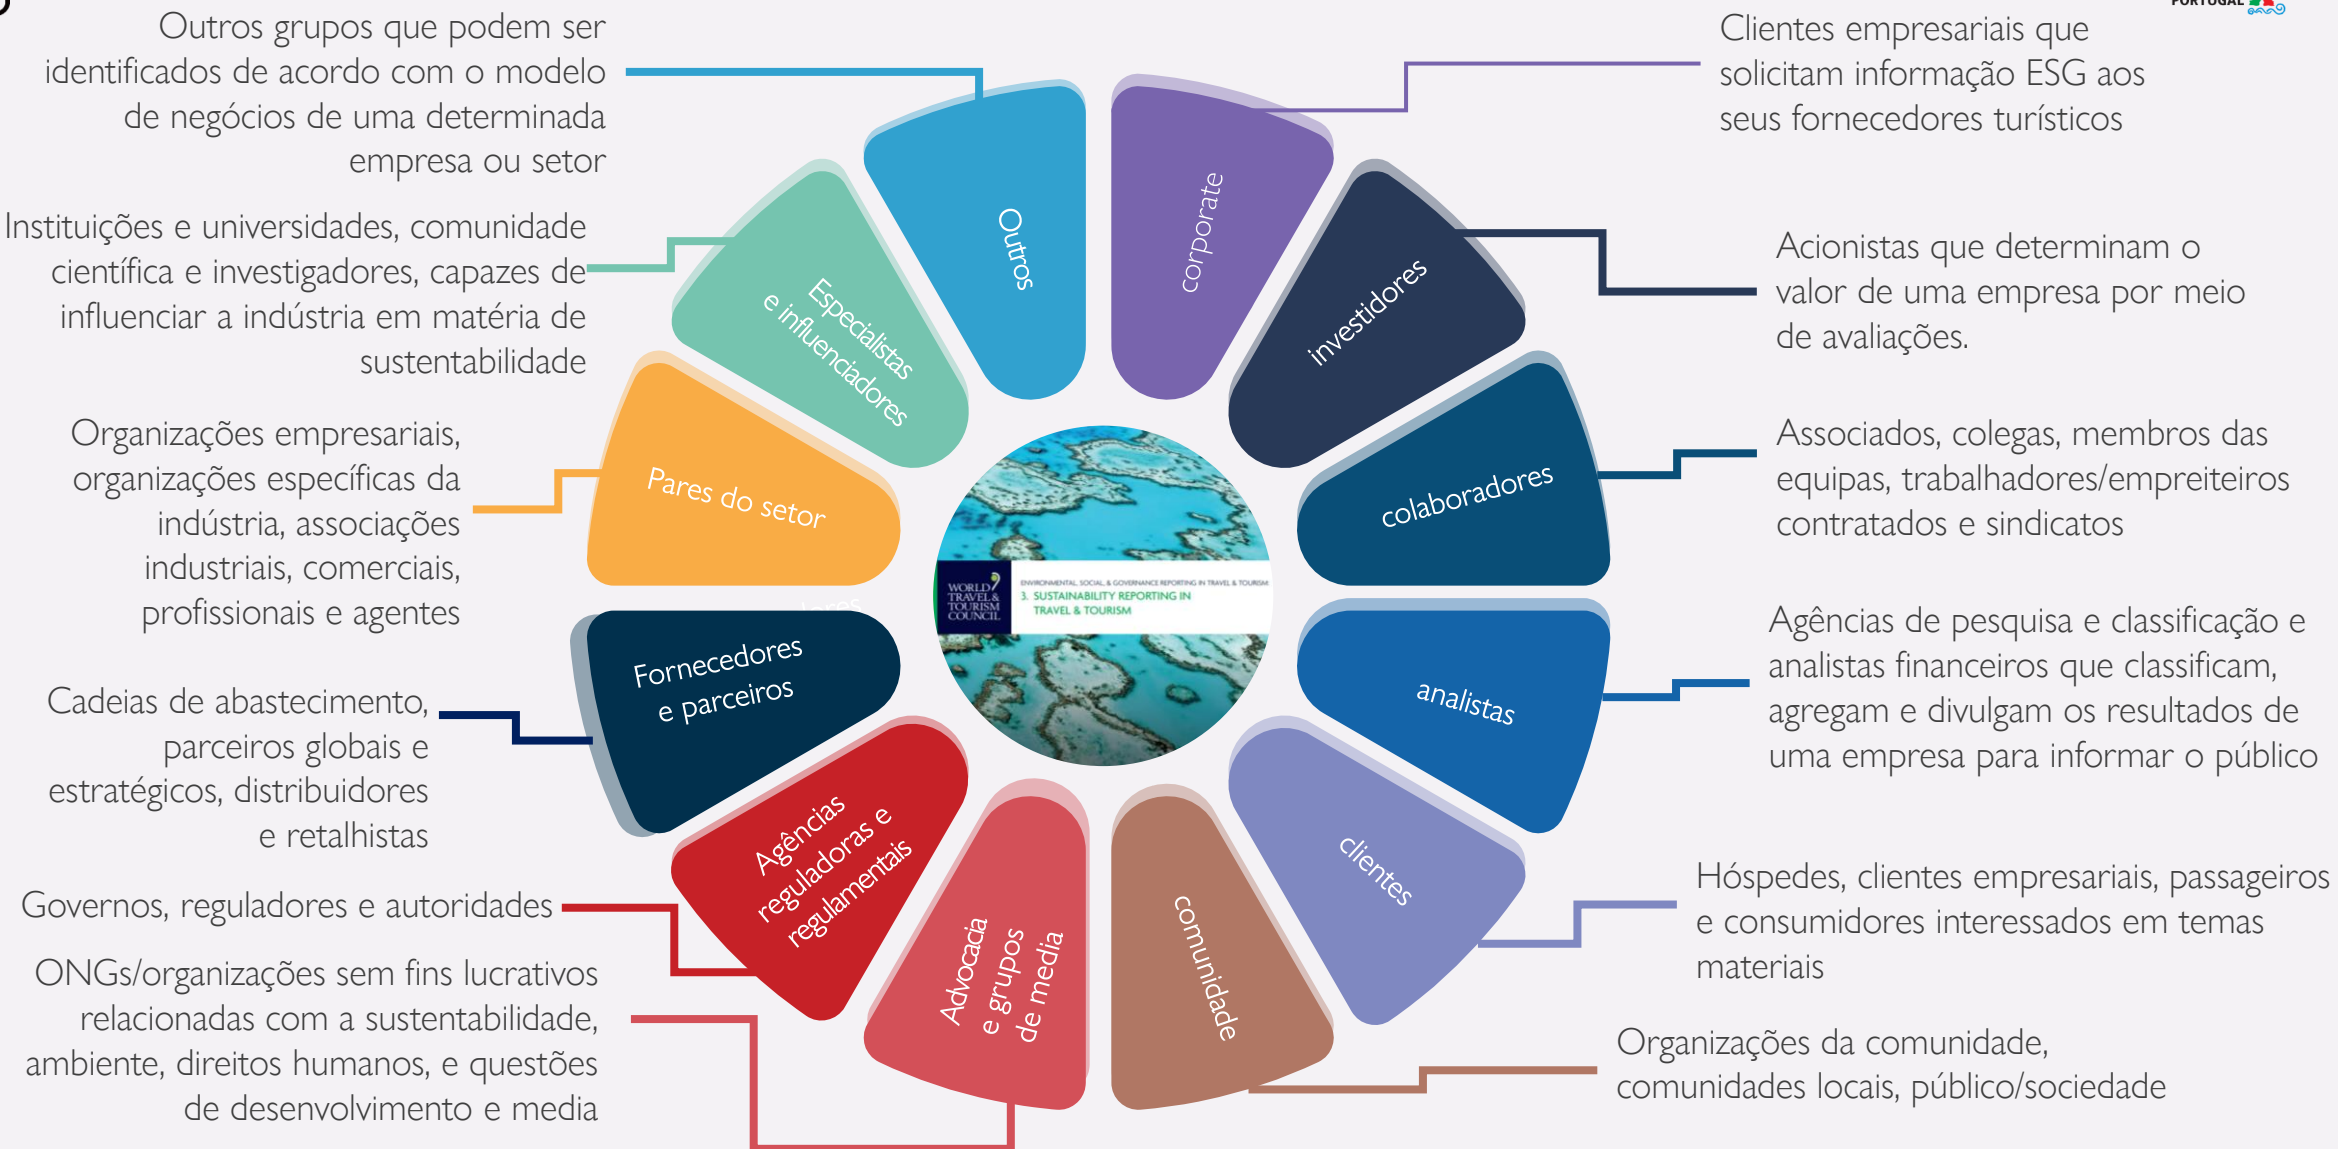 PORTUGAL
Outros grupos que podem ser
identificados de acordo com o modelo
de negócios de uma determinada
empresa ou setor
Clientes empresariais que
solicitam informação ESG aos
seus fornecedores turísticos
Instituições e universidades, comunidade
científica e investigadores, capazes de
influenciar a indústria em matéria de
sustentabilidade
Acionistas que determinam o
valor de uma empresa por meio
de avaliações.
Organizações empresariais,
organizações específicas da
indústria, associações
industriais, comerciais,
profissionais e agentes
Associados, colegas, membros das
equipas, trabalhadores/empreiteiros
contratados e sindicatos
Cadeias de abastecimento,
parceiros globais e
estratégicos, distribuidores
e retalhistas
Agências de pesquisa e classificação e
analistas financeiros que classificam,
agregam e divulgam os resultados de
uma empresa para informar o público
Governos, reguladores e autoridades
Hóspedes, clientes empresariais, passageiros
e consumidores interessados em temas
materiais
ONGs/organizações sem fins lucrativos
relacionadas com a sustentabilidade,
ambiente, direitos humanos, e questões
de desenvolvimento e media
Organizações da comunidade,
comunidades locais, público/sociedade
Outros
corporate
investidores
colaboradores
analistas
clientes
comunidade
Advocacia
e grupos
de media
Agências
reguladoras e
regulamentais
Fornecedores
e parceiros
Pares do setor
Especialistas
e influenciadores
WORLD
TRAVEL &
TOURISM
COUNCIL
ENVIRONMENTAL, SOCIAL, & GOVERNANCE REPORTING IN TRAVEL & TOURISM
3. SUSTAINABILITY REPORTING IN
TRAVEL & TOURISM